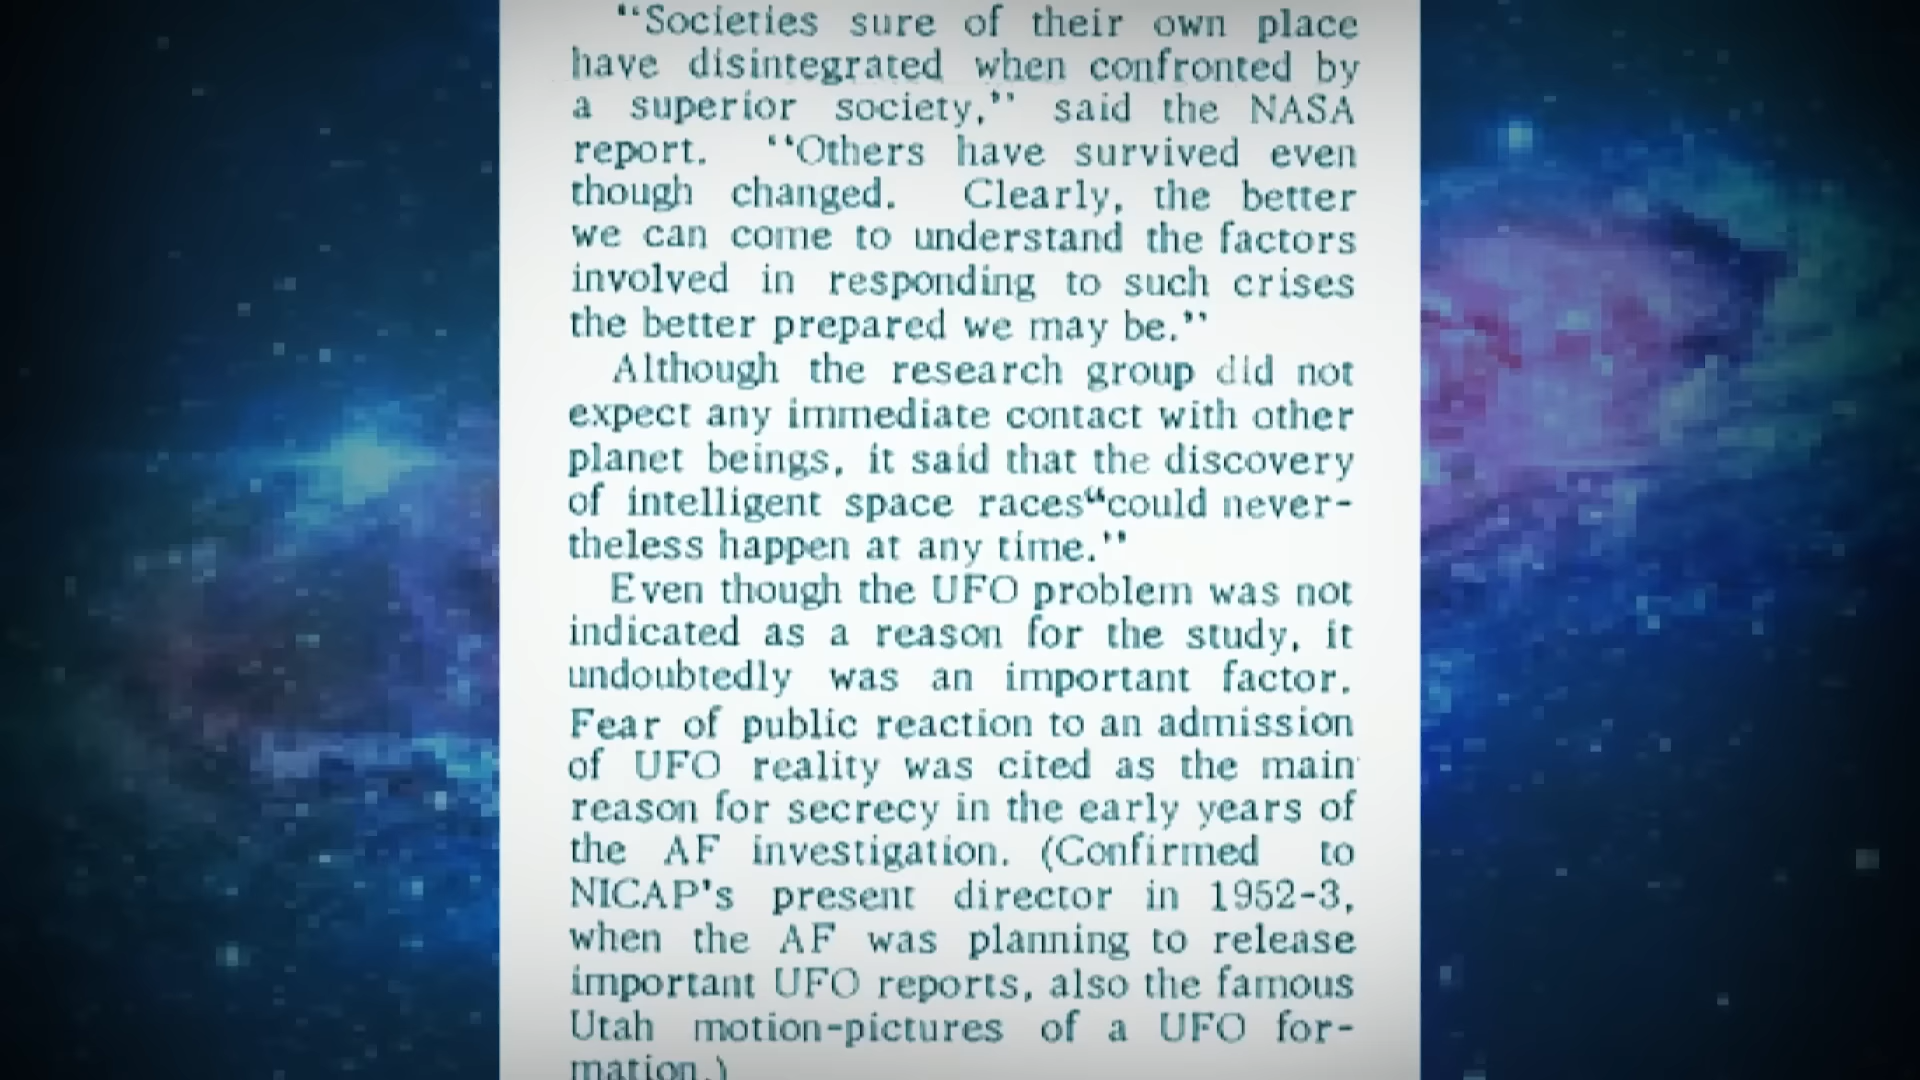 “Societies sure of their own place
have disintegrated when confronted by
a superior society,” said the NASA
report. “Others have survived even
though changed. Clearly, the better
we can come to understand the factors
involved in responding to such crises
the better prepared we may be.”
Although the research group did not
expect any immediate contact with other
planet beings, it said that the discovery
of intelligent space races“could never-
theless happen at any time.”
Even though the UFO problem was not
indicated as a reason for the study, it
undoubtedly was an important factor.
Fear of public reaction to an admission
of UFO reality was cited as the main
reason for secrecy in the early years of
the AF investigation. (Confirmed to
NICAP's present director in 1952-3,
when the AF was planning to release
important UFO reports, also the famous
Utah motion-pictures of a UFO for-
mation.)